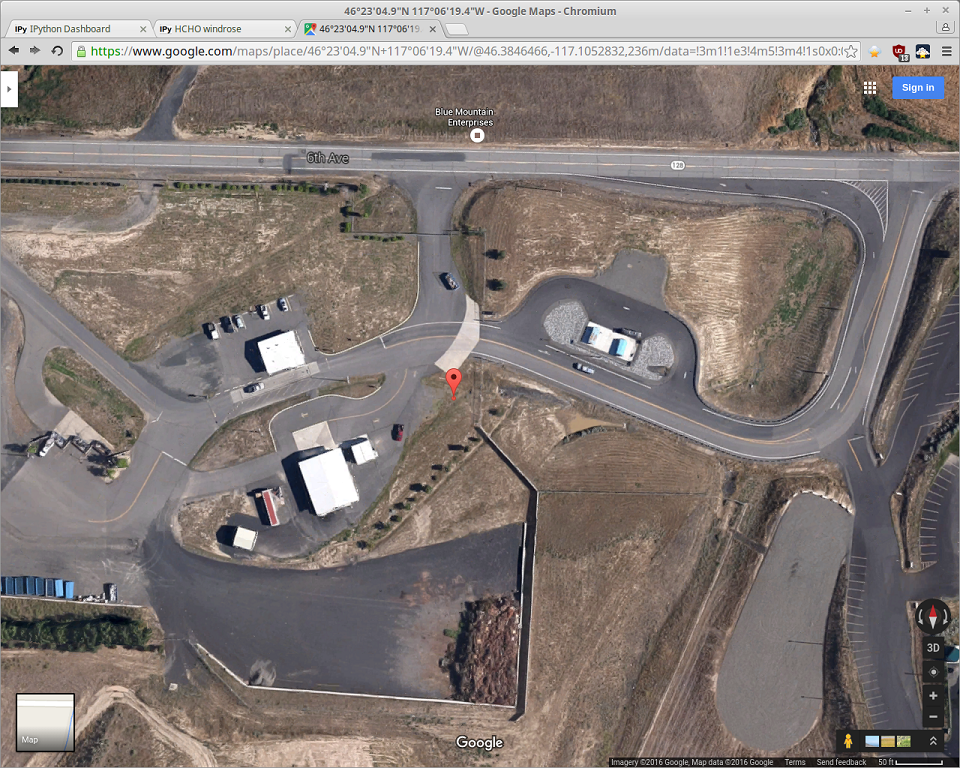 46°23'04.9"N 117°06'19.4"W - Google Maps - Chromium
IP[y] IPython Dashboard
IP[y] HCHO windrose
46°23'04.9"N 117°06'19.
https://www.google.com/maps/place/46°23'04.9"N+117°06'19.4"W/@46.3846466,-117.1052832,236m/data=!3m1!1e3!4m5!3m4!1s0x0:
13
Sign in
Blue Mountain
Enterprises
6th Ave
128
3D
Map
Google
Imagery ©2016 Google, Map data ©2016 Google Terms Send feedback 50 ft